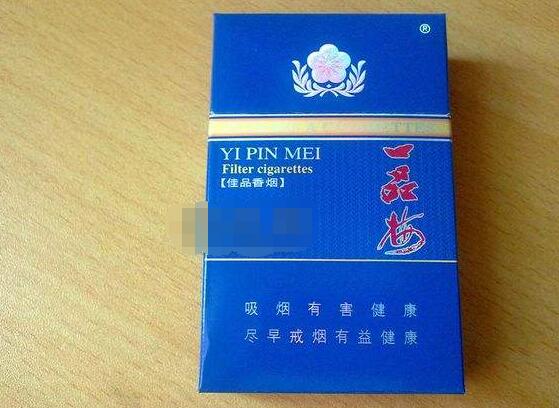 ®
YI PIN MEI
Filter cigarettes
【佳品香烟】
一品梅
吸烟有害健康
尽早戒烟有益健康